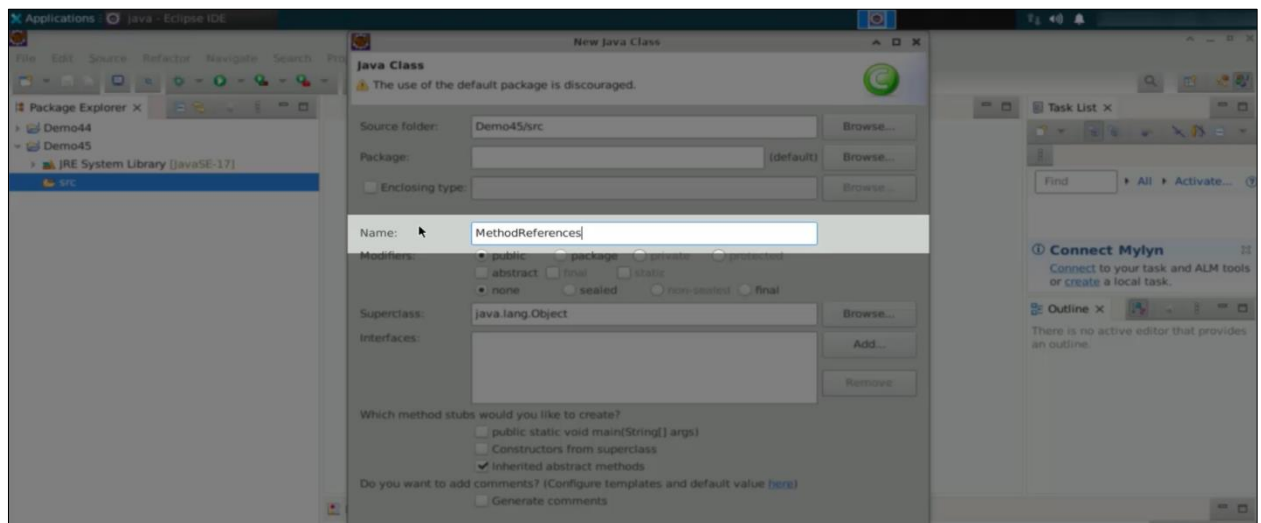 Applications : java - Eclipse IDE
New Java Class
File Edit Source Refactor Navigate Search Pro
Java Class
The use of the default package is discouraged.
Package Explorer
Task List
Demo44
Demo45
JRE System Library [JavaSE-17]
src
Source folder: Demo45/src Browse...
Package: (default) Browse...
Enclosing type: Browse...
Find All Activate...
Name: MethodReferences
Modifiers: public package private protected
abstract final static
none sealed non-sealed final
Connect Mylyn
Connect to your task and ALM tools
or create a local task.
Superclass: java.lang.Object Browse...
Outline
There is no active editor that provides
an outline.
Interfaces: Add...
Remove
Which method stubs would you like to create?
public static void main(String[] args)
Constructors from superclass
Inherited abstract methods
Do you want to add comments? (Configure templates and default value here)
Generate comments